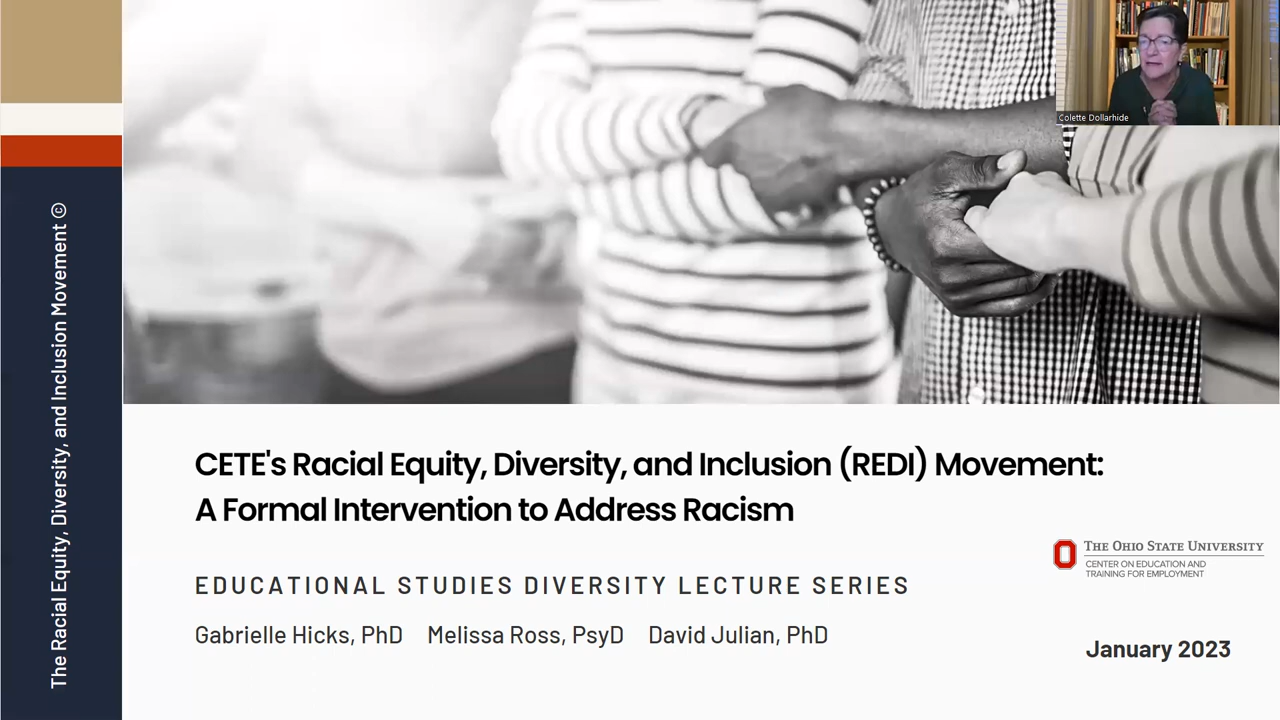 Colette Dollarhide
The Racial Equity, Diversity, and Inclusion Movement ©
CETE's Racial Equity, Diversity, and Inclusion (REDI) Movement:
A Formal Intervention to Address Racism
EDUCATIONAL STUDIES DIVERSITY LECTURE SERIES
Gabrielle Hicks, PhD Melissa Ross, PsyD David Julian, PhD
THE OHIO STATE UNIVERSITY
CENTER ON EDUCATION AND
TRAINING FOR EMPLOYMENT
January 2023